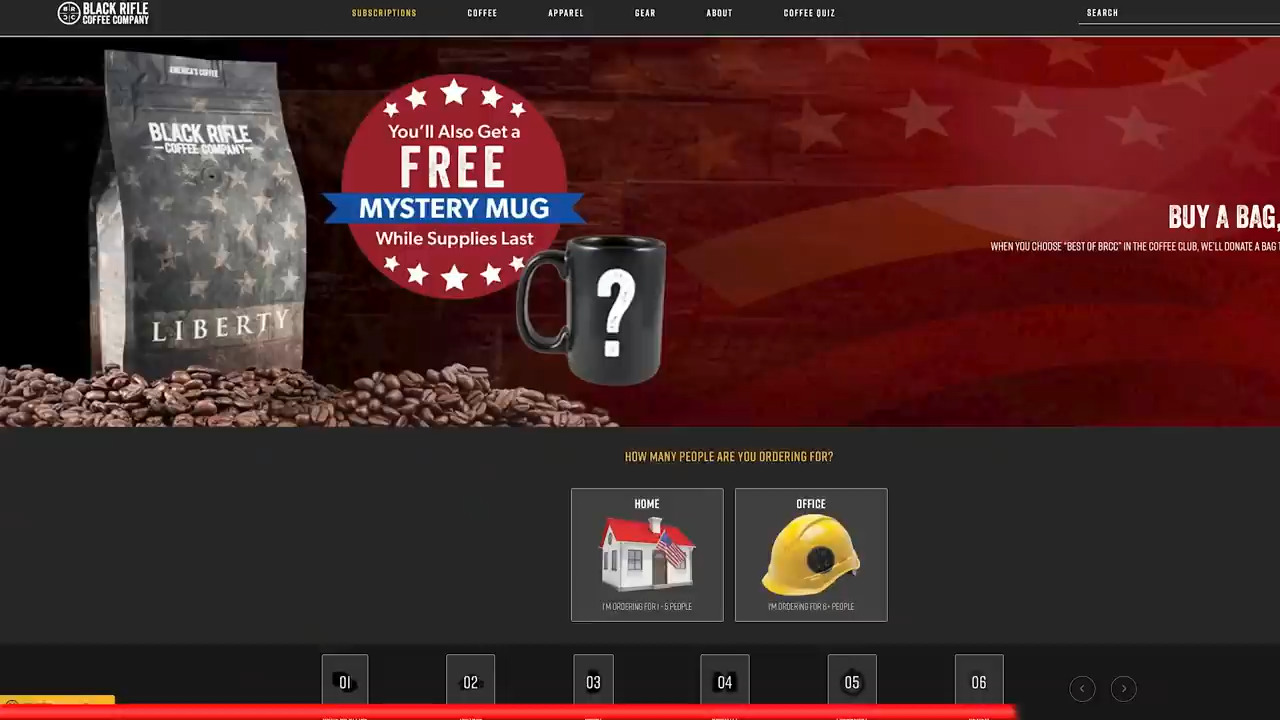 BLACK RIFLE
COFFEE COMPANY
SUBSCRIPTIONS
COFFEE
APPAREL
GEAR
ABOUT
COFFEE QUIZ
SEARCH
AMERICA'S COFFEE
BLACK RIFLE
COFFEE COMPANY
LIBERTY
You'll Also Get a
FREE
MYSTERY MUG
While Supplies Last
?
BUY A BAG,
WHEN YOU CHOOSE "BEST OF BRCC" IN THE COFFEE CLUB, WE'LL DONATE A BAG
HOW MANY PEOPLE ARE YOU ORDERING FOR?
HOME
I'M ORDERING FOR 1 - 5 PEOPLE
OFFICE
I'M ORDERING FOR 6+ PEOPLE
01
02
03
04
05
06